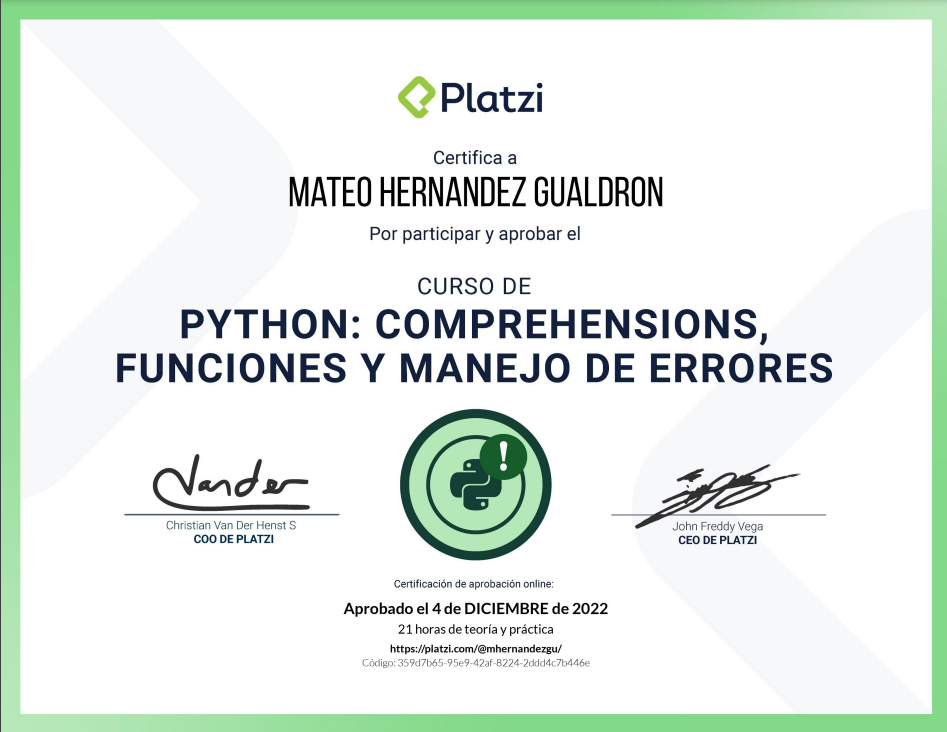 Platzi
Certifica a
MATEO HERNANDEZ GUALDRON
Por participar y aprobar el
CURSO DE
PYTHON: COMPREHENSIONS,
FUNCIONES Y MANEJO DE ERRORES
Vander
Christian Van Der Henst S
COO DE PLATZI
John Freddy Vega
CEO DE PLATZI
Certificación de aprobación online:
Aprobado el 4 de DICIEMBRE de 2022
21 horas de teoría y práctica
https://platzi.com/@mhernandezgu/
Código: 359d7b65-95e9-42af-8224-2ddd4c7b446e